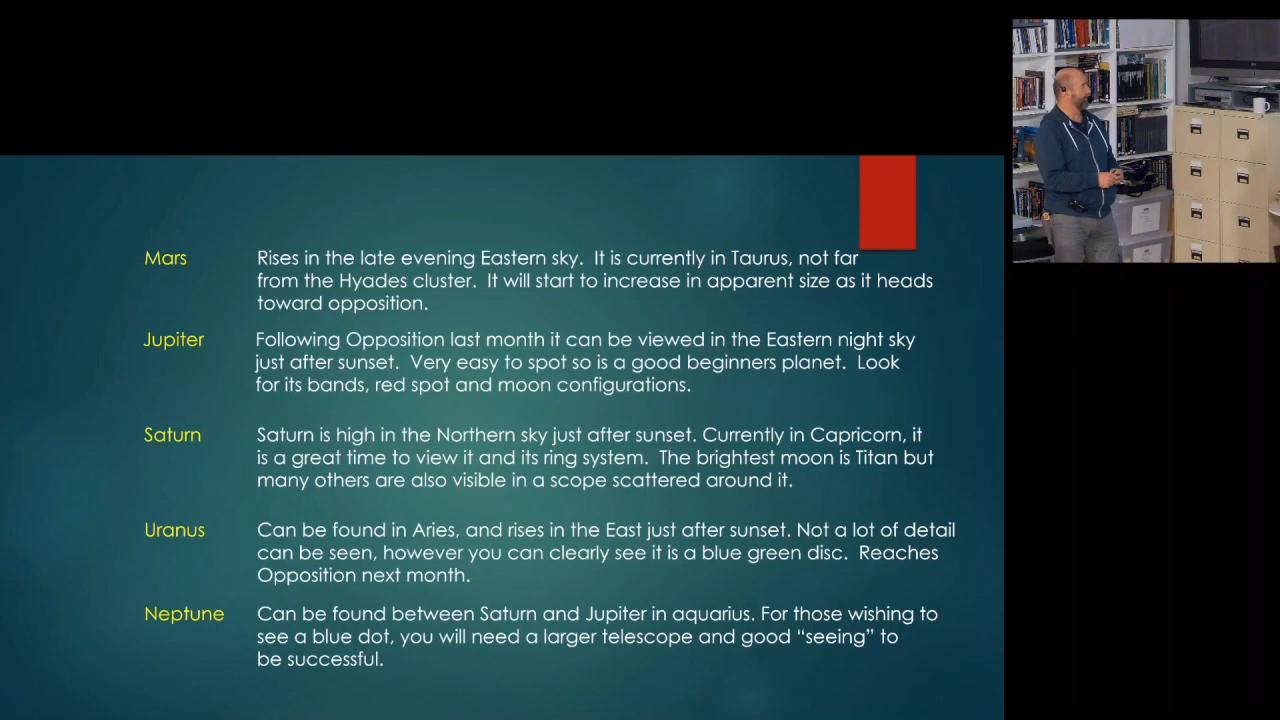 Mars Rises in the late evening Eastern sky. It is currently in Taurus, not far
from the Hyades cluster. It will start to increase in apparent size as it heads
toward opposition.
Jupiter Following Opposition last month it can be viewed in the Eastern night sky
just after sunset. Very easy to spot so is a good beginners planet. Look
for its bands, red spot and moon configurations.
Saturn Saturn is high in the Northern sky just after sunset. Currently in Capricorn, it
is a great time to view it and its ring system. The brightest moon is Titan but
many others are also visible in a scope scattered around it.
Uranus Can be found in Aries, and rises in the East just after sunset. Not a lot of detail
can be seen, however you can clearly see it is a blue green disc. Reaches
Opposition next month.
Neptune Can be found between Saturn and Jupiter in aquarius. For those wishing to
see a blue dot, you will need a larger telescope and good “seeing” to
be successful.